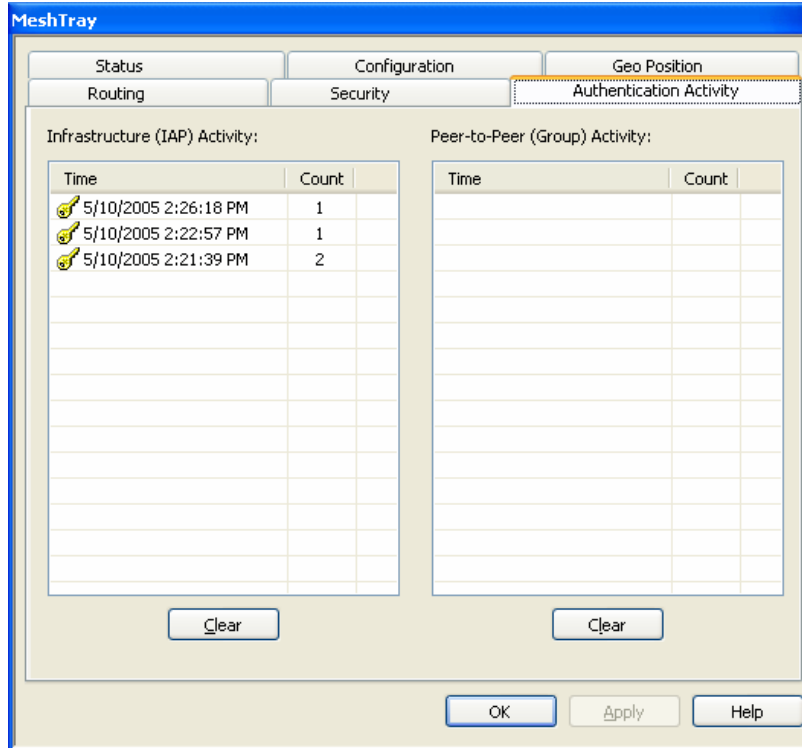 MeshTray
Status Configuration Geo Position
Routing Security Authentication Activity
Infrastructure (IAP) Activity: Peer-to-Peer (Group) Activity:
Time Count Time Count
5/10/2005 2:26:18 PM 1
5/10/2005 2:22:57 PM 1
5/10/2005 2:21:39 PM 2
Clear Clear
OK Apply Help